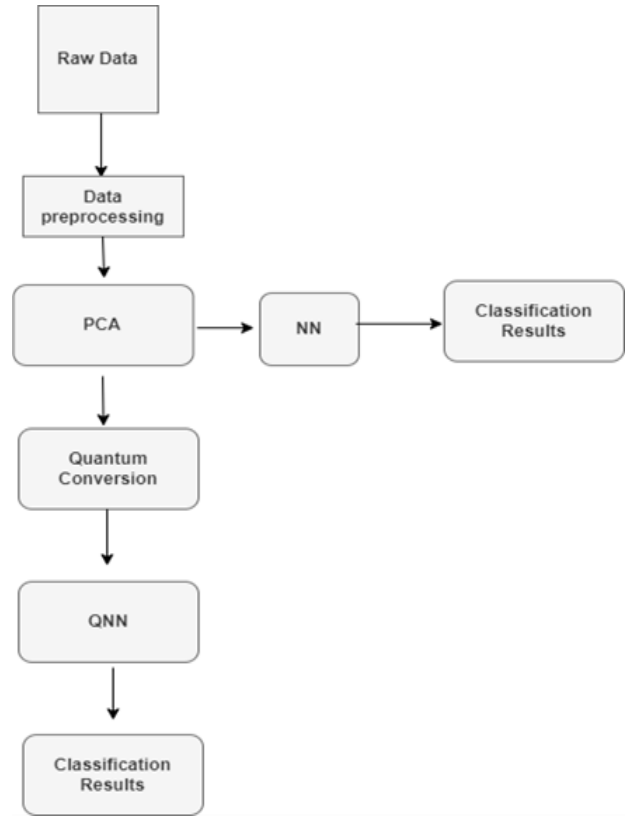 Raw Data
Data
preprocessing
PCA
NN
Classification
Results
Quantum
Conversion
QNN
Classification
Results